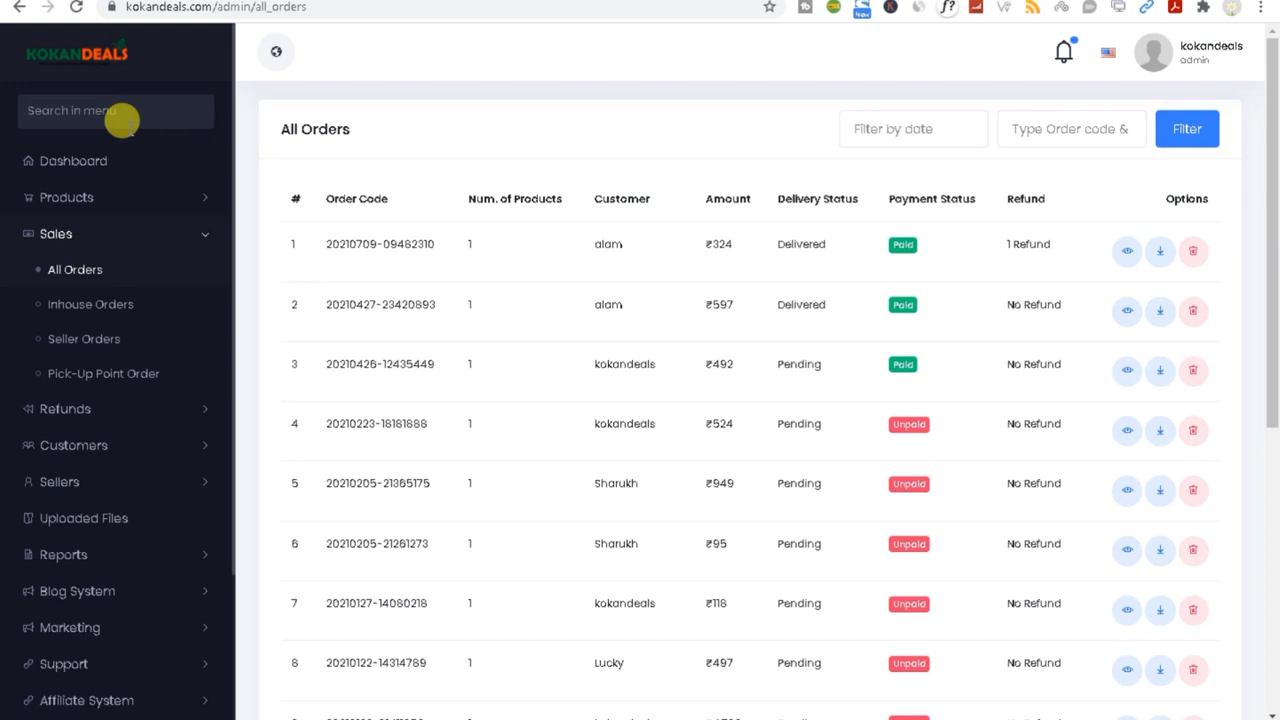 kokandeals.com/admin/all_orders
KOKANDEALS
kokandeals
admin
Search in menu
Dashboard
Products
Sales
All Orders
Inhouse Orders
Seller Orders
Pick-Up Point Order
Refunds
Customers
Sellers
Uploaded Files
Reports
Blog System
Marketing
Support
Affiliate System
All Orders Filter by date Type Order code & Filter
# Order Code Num. of Products Customer Amount Delivery Status Payment Status Refund Options
1 20210709-09482310 1 alam ₹324 Delivered Paid 1 Refund
2 20210427-23420893 1 alam ₹597 Delivered Paid No Refund
3 20210426-12435449 1 kokandeals ₹492 Pending Paid No Refund
4 20210223-18181888 1 kokandeals ₹524 Pending Unpaid No Refund
5 20210205-21365175 1 Sharukh ₹949 Pending Unpaid No Refund
6 20210205-21261273 1 Sharukh ₹95 Pending Unpaid No Refund
7 20210127-14080218 1 kokandeals ₹118 Pending Unpaid No Refund
8 20210122-14314789 1 Lucky ₹497 Pending Unpaid No Refund